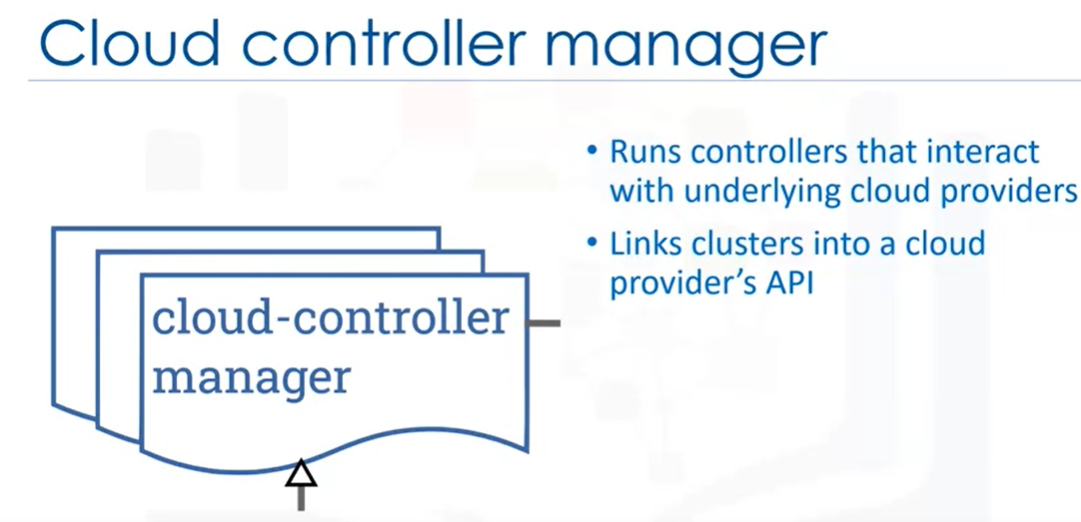 Cloud controller manager
• Runs controllers that interact
with underlying cloud providers
• Links clusters into a cloud
provider’s API
cloud-controller
manager